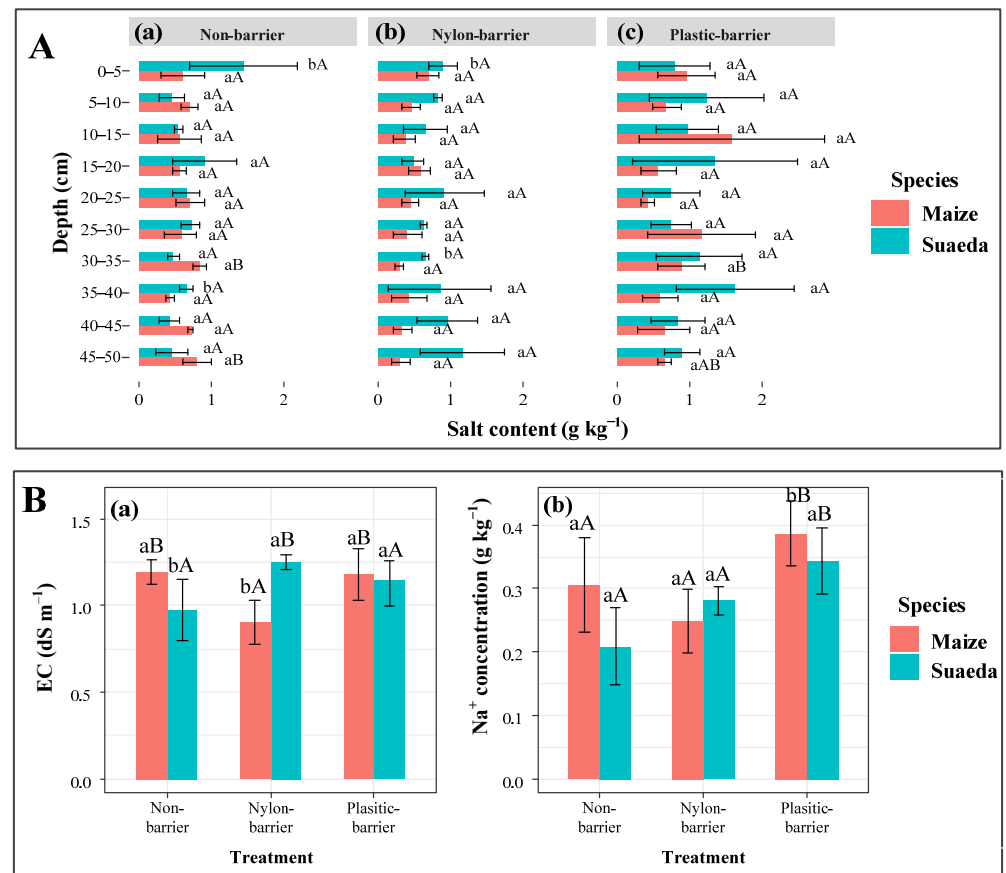 A
(a)
Non-barrier
(b)
Nylon-barrier
(c)
Plastic-barrier
Depth (cm)
0–5
bA
aA
bA
aA
aA
aA
5–10
aA
aA
aA
aA
aA
aA
10–15
aA
aA
aA
aA
aA
aA
15–20
aA
aA
aA
aA
aA
aA
20–25
aA
aA
aA
aA
aA
aA
25–30
aA
aA
aA
aA
aA
aA
30–35
aA
aB
bA
aA
aA
aB
35–40
bA
aA
aA
aA
aA
aA
40–45
aA
aA
aA
aA
aA
aA
45–50
aA
aB
aA
aA
aA
aAB
0 1 2
0 1 2
0 1 2
Salt content (g kg⁻¹)
Species
Maize
Suaeda
B
(a)
EC (dS m⁻¹)
1.5
1.0
0.5
0.0
aB
bA
bA
aB
aB
aA
Non-
barrier
Nylon-
barrier
Plasitic-
barrier
Treatment
(b)
Na⁺ concentration (g kg⁻¹)
0.4
0.3
0.2
0.1
0.0
aA
aA
aA
aA
bB
aB
Non-
barrier
Nylon-
barrier
Plasitic-
barrier
Treatment
Species
Maize
Suaeda